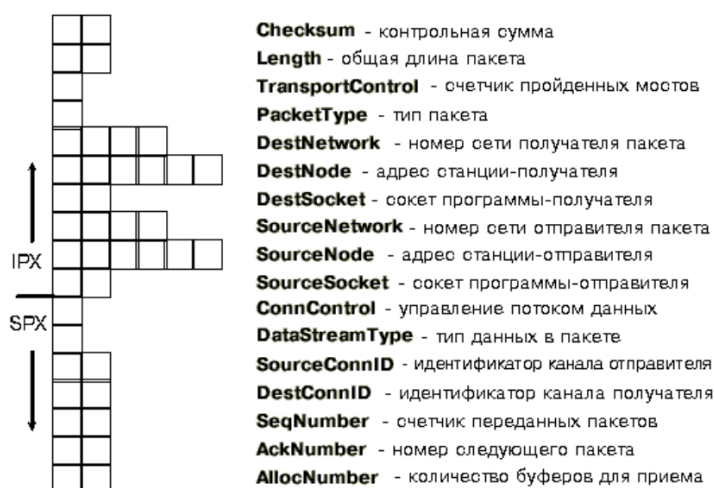 Checksum - контрольная сумма
Length - общая длина пакета
TransportControl - счетчик пройденных мостов
PacketType - тип пакета
DestNetwork - номер сети получателя пакета
DestNode - адрес станции-получателя
DestSocket - сокет программы-получателя
SourceNetwork - номер сети отправителя пакета
SourceNode - адрес станции-отправителя
IPX
SourceSocket - сокет программы-отправителя
ConnControl - управление потоком данных
SPX
DataStreamType - тип данных в пакете
SourceConnID - идентификатор канала отправителя
DestConnID - идентификатор канала получателя
SeqNumber - счетчик переданных пакетов
AckNumber - номер следующего пакета
AllocNumber - количество буферов для приема